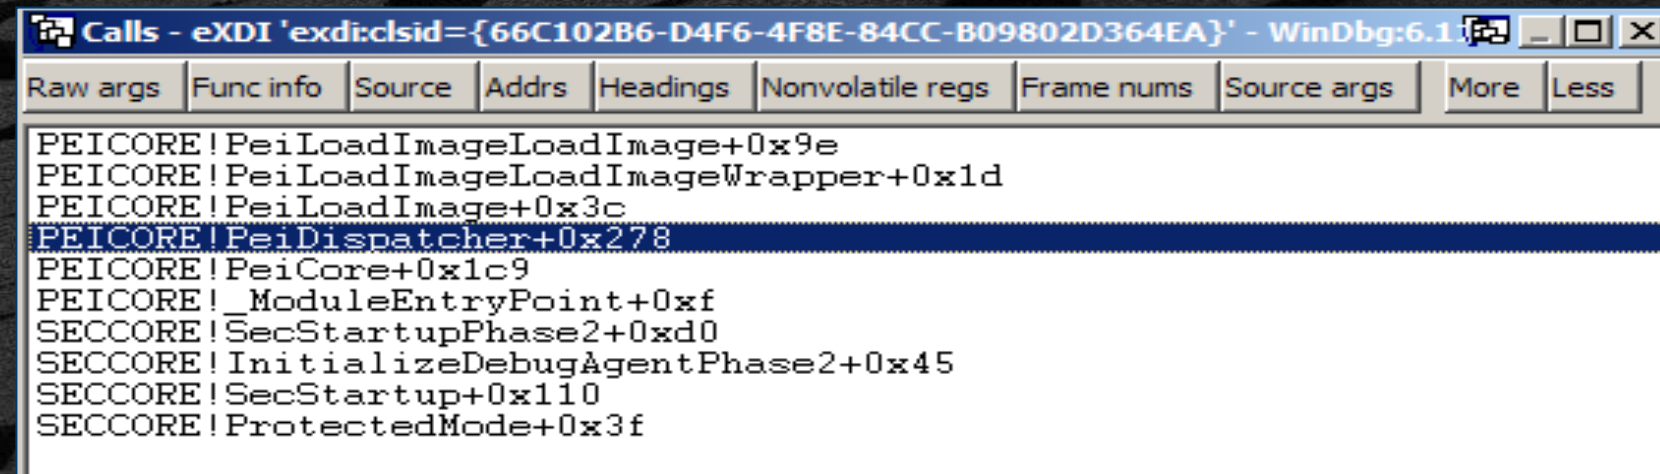 Calls - eXDI 'exdi:clsid={66C102B6-D4F6-4F8E-84CC-B09802D364EA}' - WinDbg:6.1
Raw args Func info Source Addrs Headings Nonvolatile regs Frame nums Source args More Less
PEICORE!PeiLoadImageLoadImage+0x9e
PEICORE!PeiLoadImageLoadImageWrapper+0x1d
PEICORE!PeiLoadImage+0x3c
PEICORE!PeiDispatcher+0x278
PEICORE!PeiCore+0x1c9
PEICORE!_ModuleEntryPoint+0xf
SECCORE!SecStartupPhase2+0xd0
SECCORE!InitializeDebugAgentPhase2+0x45
SECCORE!SecStartup+0x110
SECCORE!ProtectedMode+0x3f